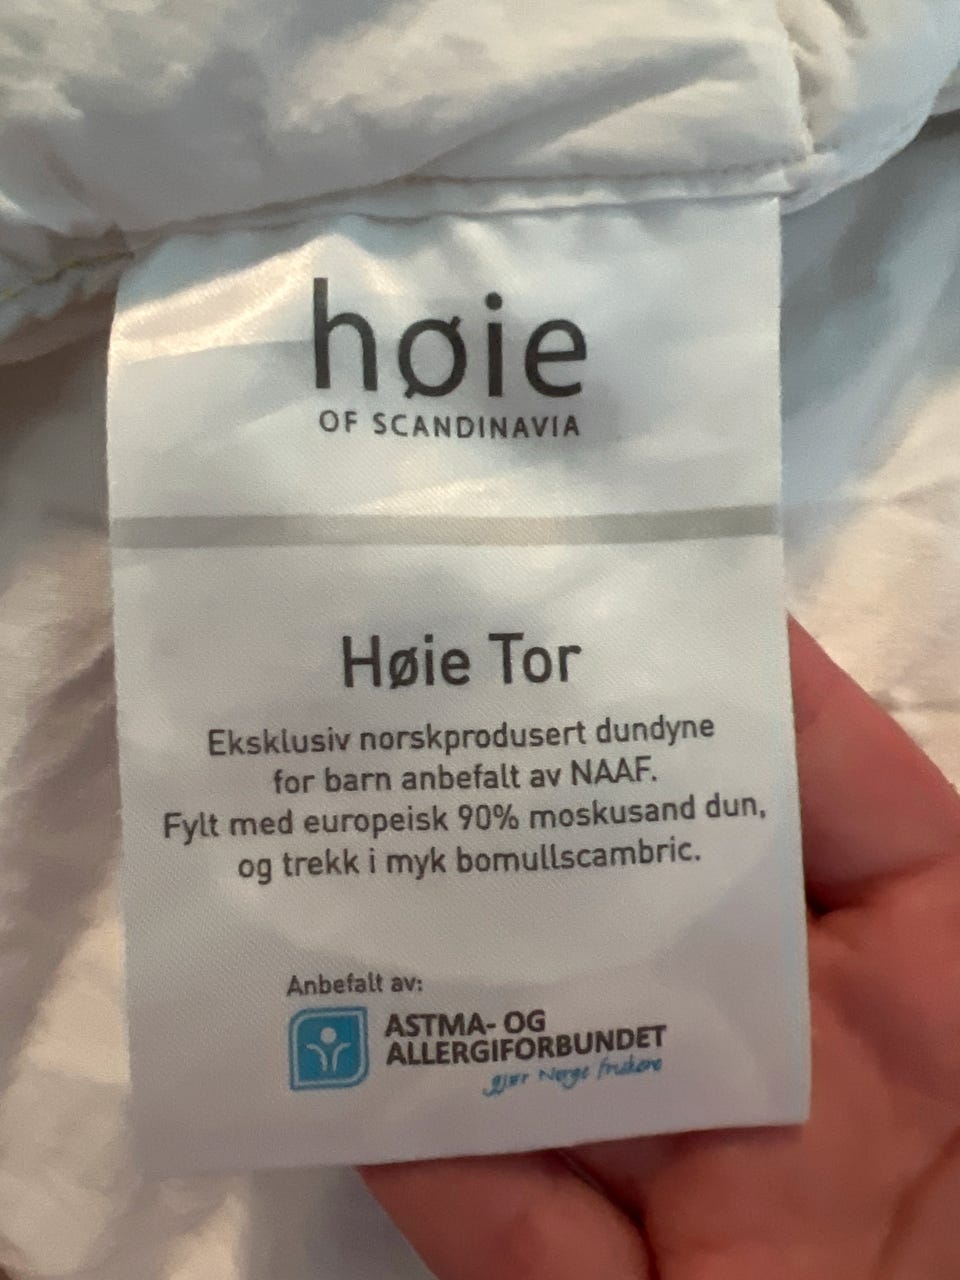 høie
OF SCANDINAVIA
Høie Tor
Eksklusiv norskprodusert dundyne
for barn anbefalt av NAAF.
Fylt med europeisk 90% moskusand dun,
og trekk i myk bomullscambric.
Anbefalt av:
ASTMA- OG
ALLERGIFORBUNDET
gjør Norge friskere